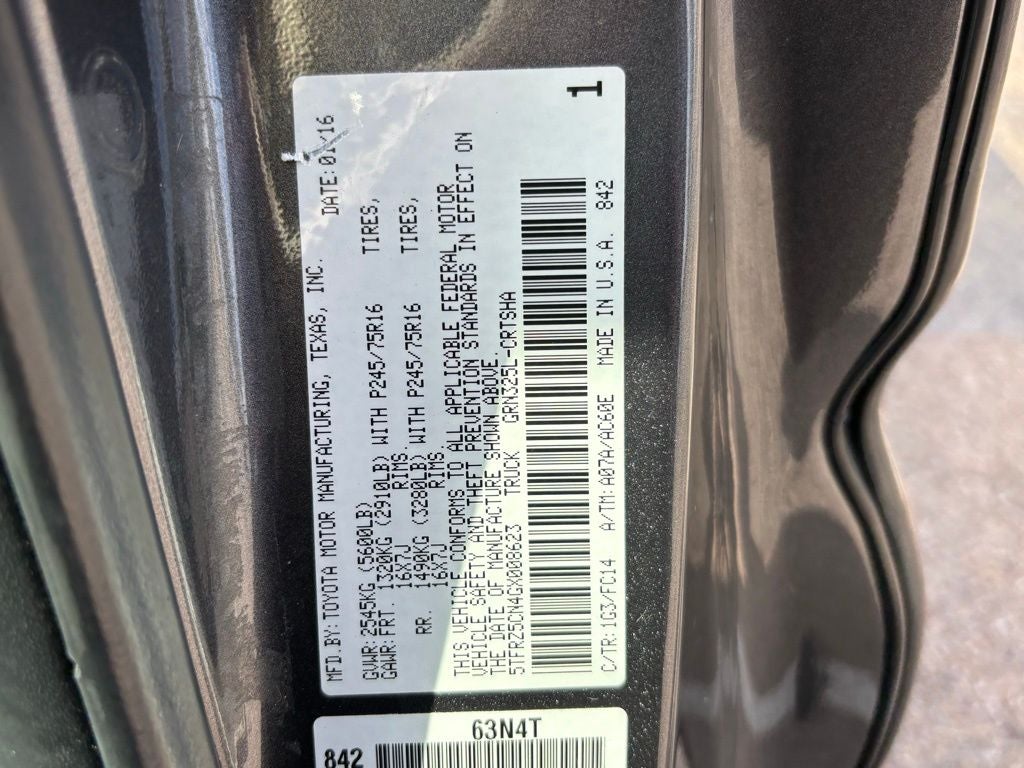 MFD.BY:TOYOTA MOTOR MANUFACTURING, TEXAS, INC. DATE:01/16
GVWR:2545KG (5600LB)
GAWR:FRT. 1320KG (2910LB) WITH P245/75R16 TIRES,
16X7J RIMS.
RR. 1490KG (3280LB) WITH P245/75R16 TIRES,
16X7J RIMS.
THIS VEHICLE CONFORMS TO ALL APPLICABLE FEDERAL MOTOR
VEHICLE SAFETY AND THEFT PREVENTION STANDARDS IN EFFECT ON
THE DATE OF MANUFACTURE SHOWN ABOVE.
5TFRZ5CN4GX008623 TRUCK GRN325L-CRTSHA
1
C/TR:1G3/FC14 A/TM:A07A/AC60E MADE IN U.S.A. 842
63N4T
842